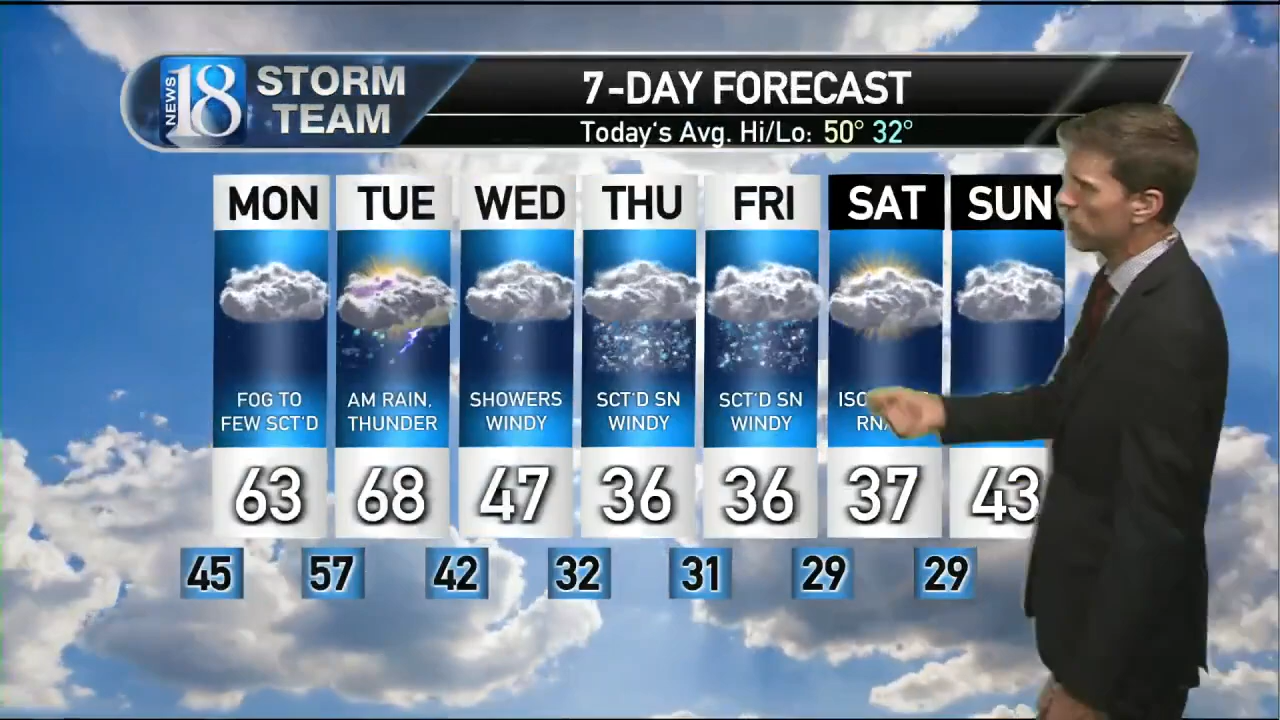 NEWS 18
STORM TEAM
7-DAY FORECAST
Today's Avg. Hi/Lo: 50° 32°
MON TUE WED THU FRI SAT SUN
FOG TO
FEW SCT'D
AM RAIN,
THUNDER
SHOWERS
WINDY
SCT'D SN
WINDY
SCT'D SN
WINDY
63 68 47 36 36 37 43
45 57 42 32 31 29 29